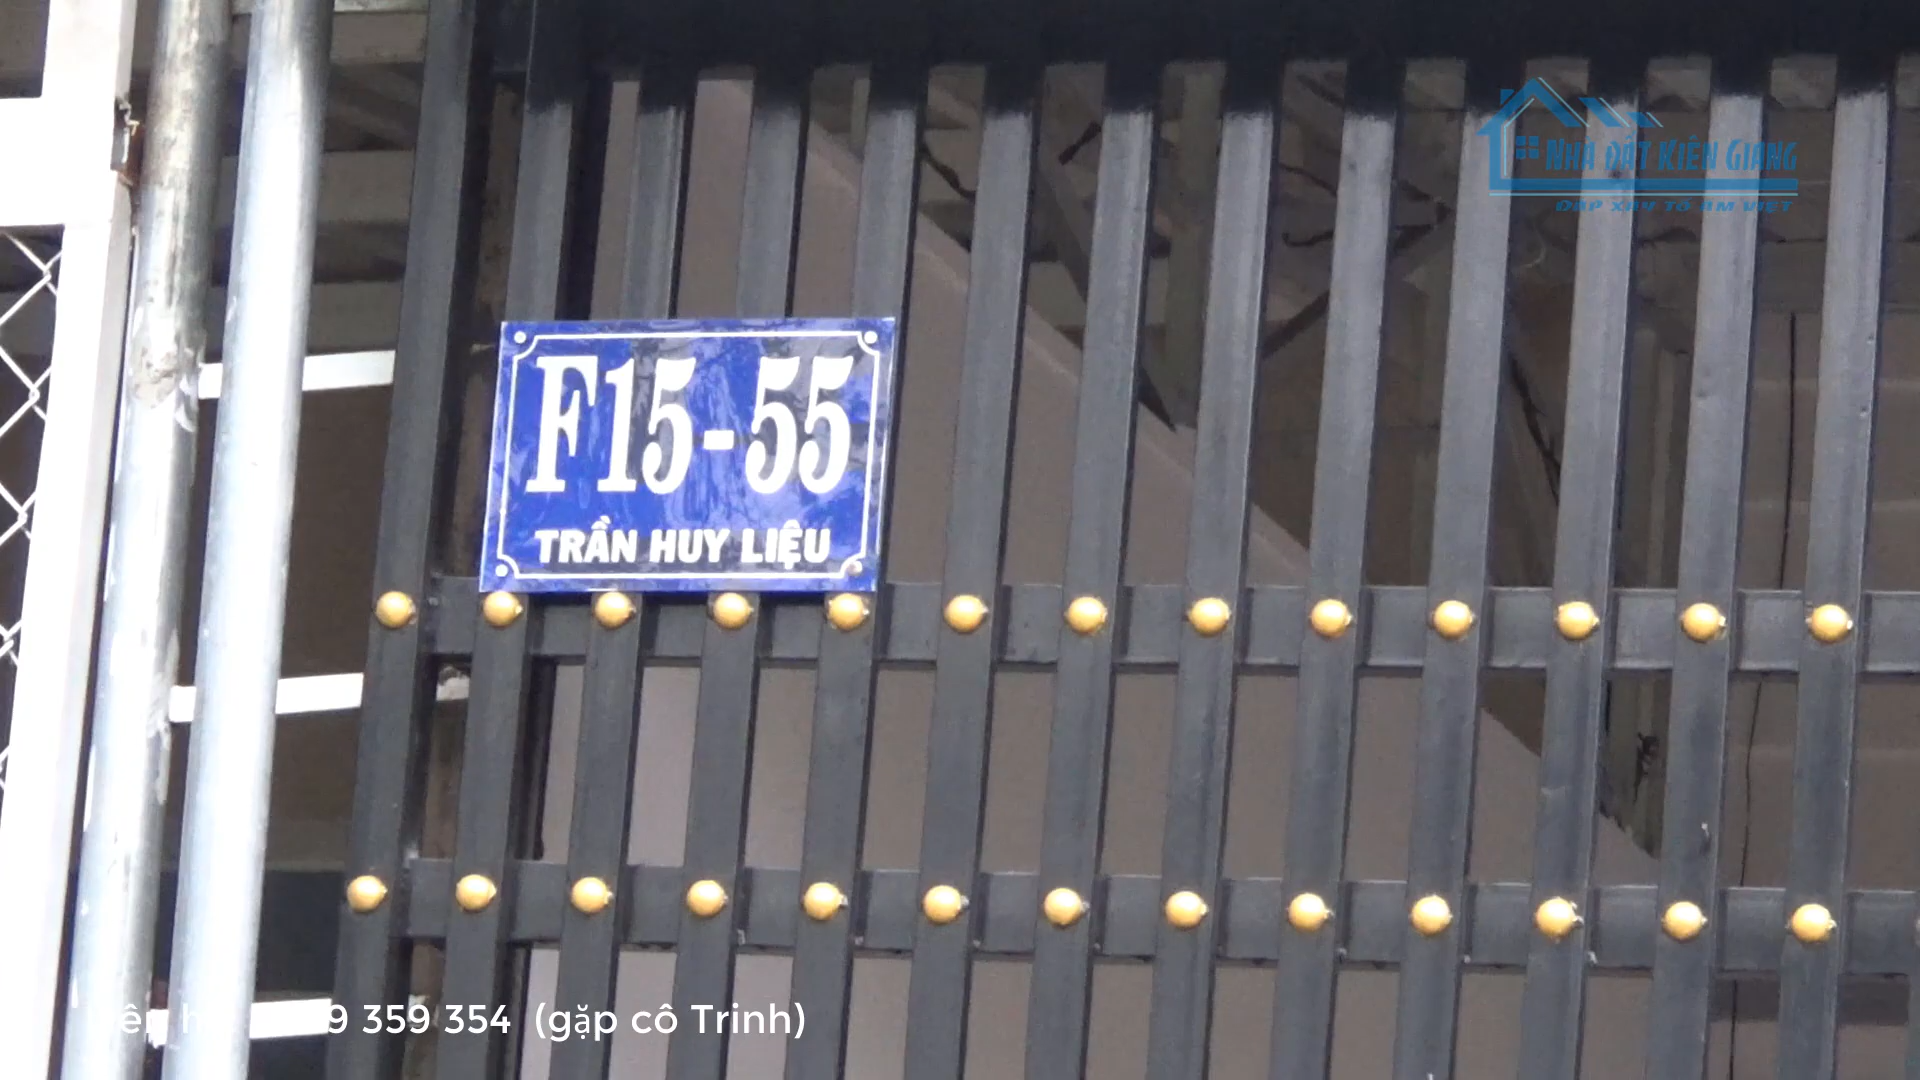 NHÀ ĐẤT KIÊN GIANG
F15-55
TRẦN HUY LIỆU
9 359 354 (gặp cô Trinh)